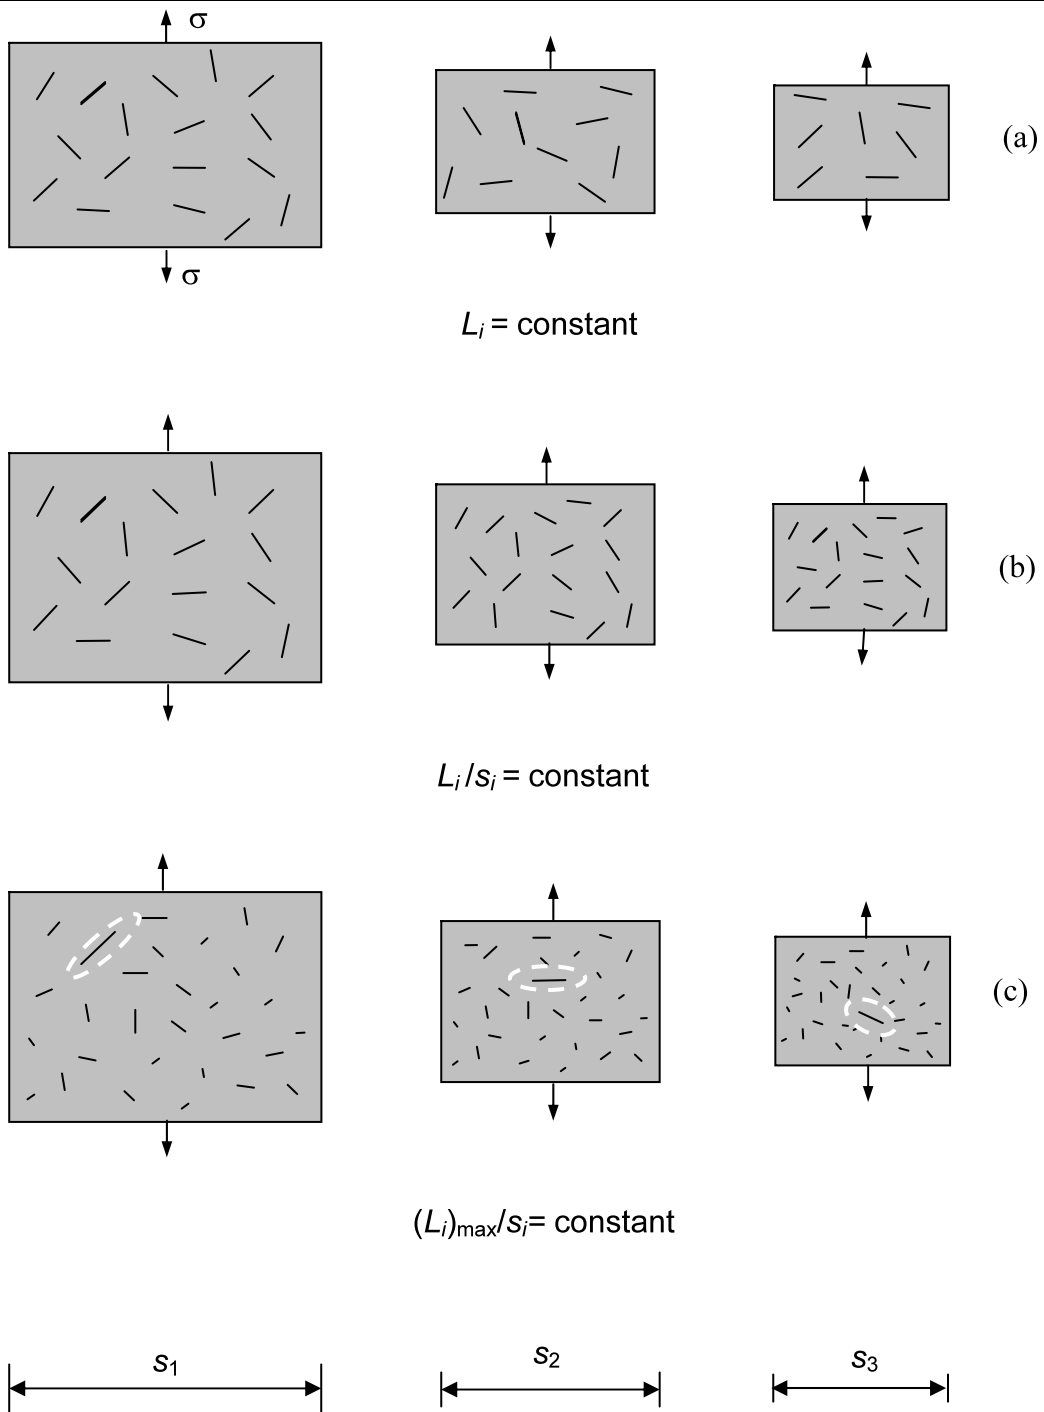 σ
(a)
σ
Li = constant
(b)
Li /si = constant
(c)
(Li)max/si= constant
s1 s2 s3